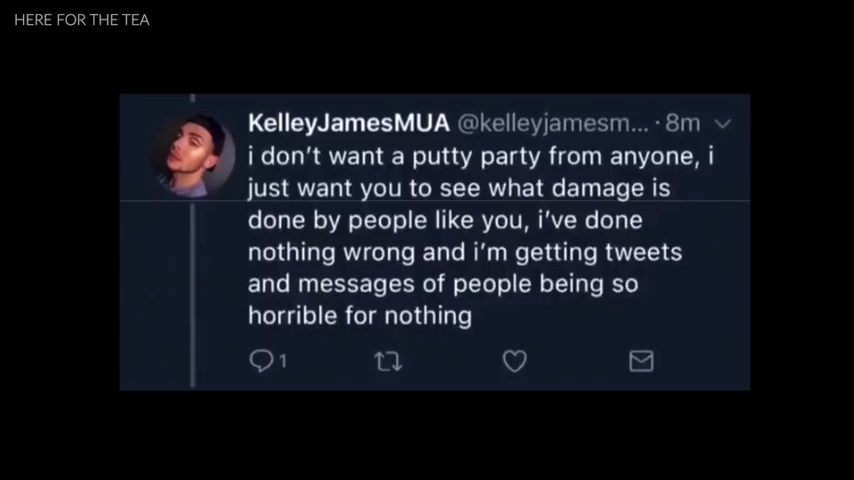 HERE FOR THE TEA
KelleyJamesMUA @kelleyjamesm... · 8m
i don't want a putty party from anyone, i
just want you to see what damage is
done by people like you, i've done
nothing wrong and i'm getting tweets
and messages of people being so
horrible for nothing
1